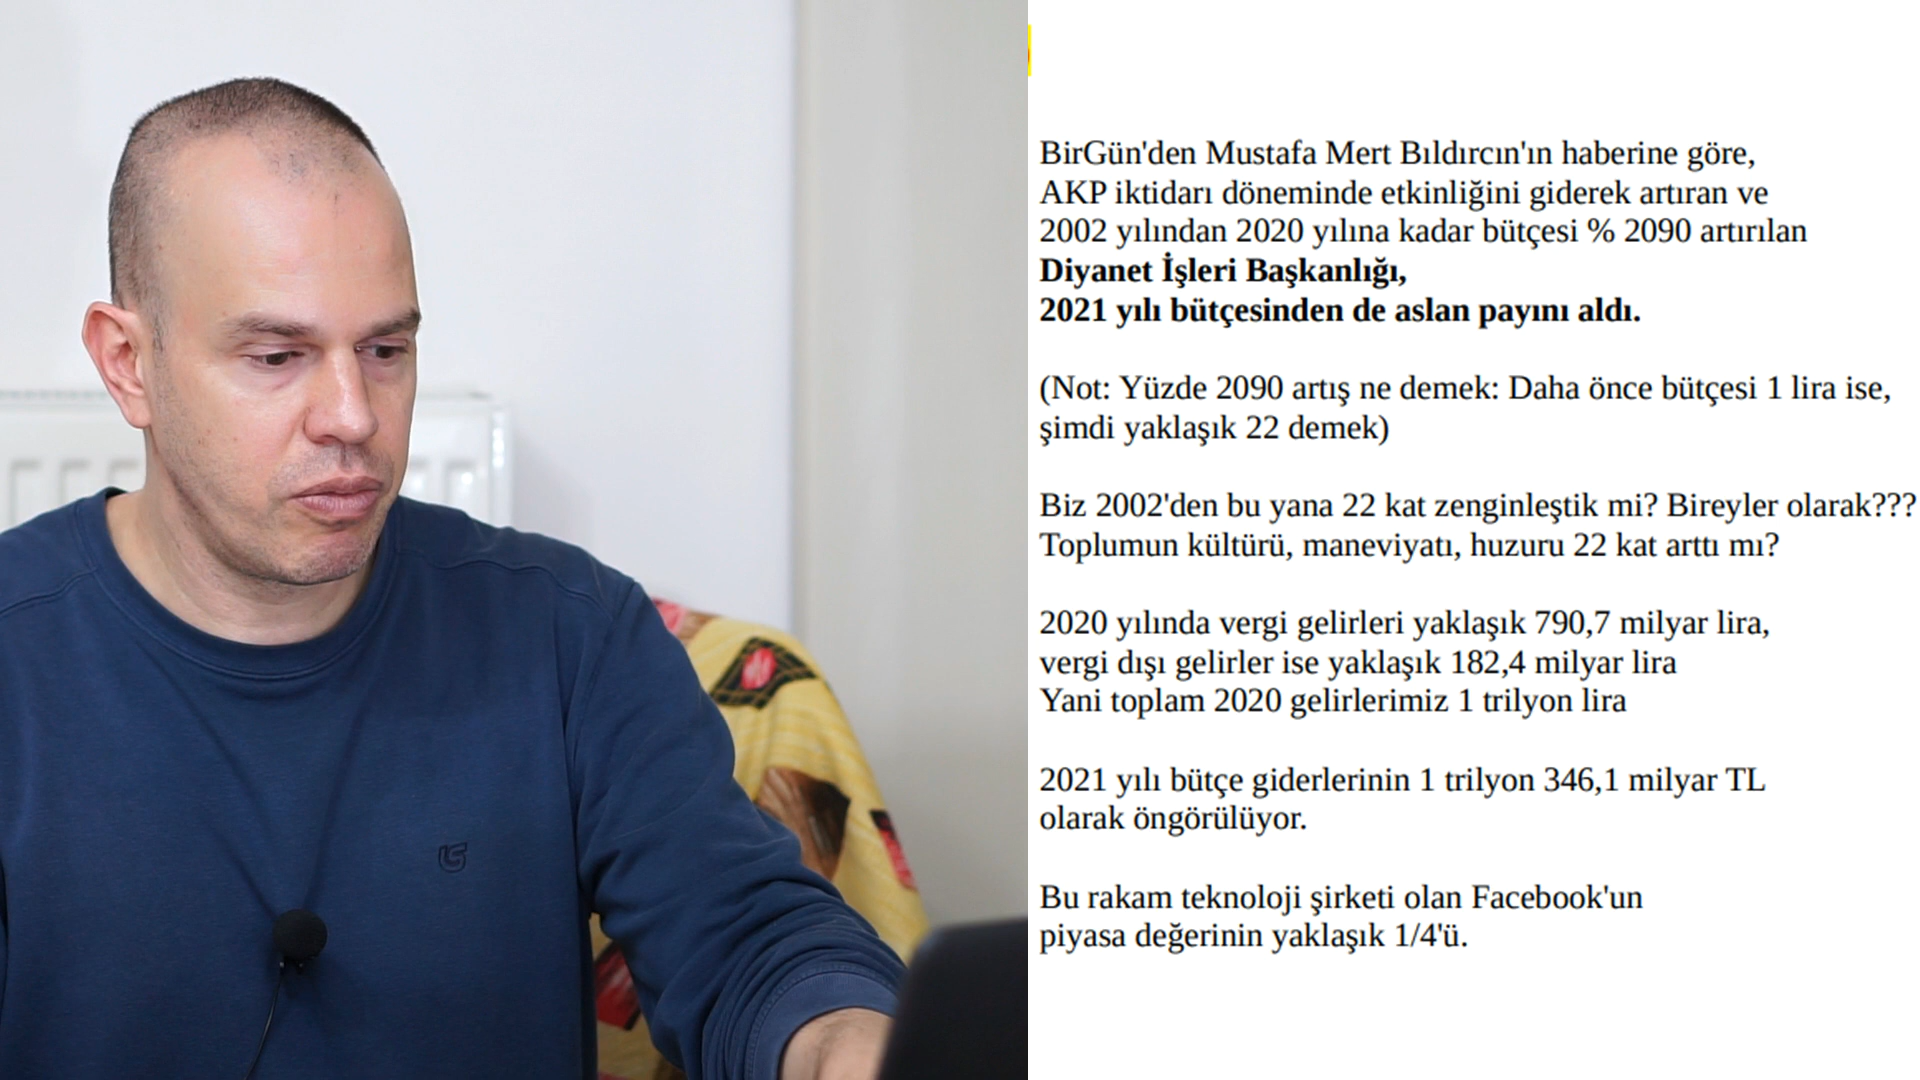 BirGün'den Mustafa Mert Bıldırcın'ın haberine göre,
AKP iktidarı döneminde etkinliğini giderek artıran ve
2002 yılından 2020 yılına kadar bütçesi % 2090 artırılan
Diyanet İşleri Başkanlığı,
2021 yılı bütçesinden de aslan payını aldı.
(Not: Yüzde 2090 artış ne demek: Daha önce bütçesi 1 lira ise,
şimdi yaklaşık 22 demek)
Biz 2002'den bu yana 22 kat zenginleştik mi? Bireyler olarak???
Toplumun kültürü, maneviyatı, huzuru 22 kat arttı mı?
2020 yılında vergi gelirleri yaklaşık 790,7 milyar lira,
vergi dışı gelirler ise yaklaşık 182,4 milyar lira
Yani toplam 2020 gelirlerimiz 1 trilyon lira
2021 yılı bütçe giderlerinin 1 trilyon 346,1 milyar TL
olarak öngörülüyor.
Bu rakam teknoloji şirketi olan Facebook'un
piyasa değerinin yaklaşık 1/4'ü.